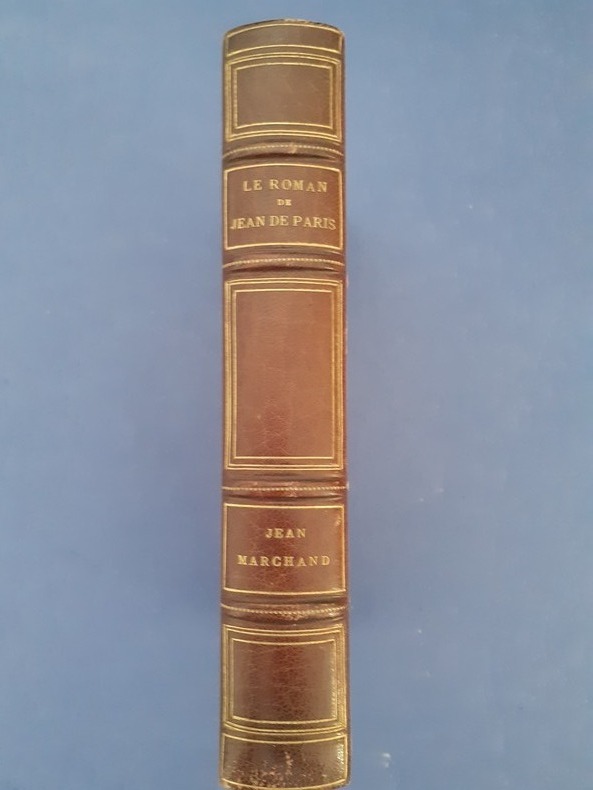 LE ROMAN
DE
JEAN DE PARIS
JEAN
MARCHAND